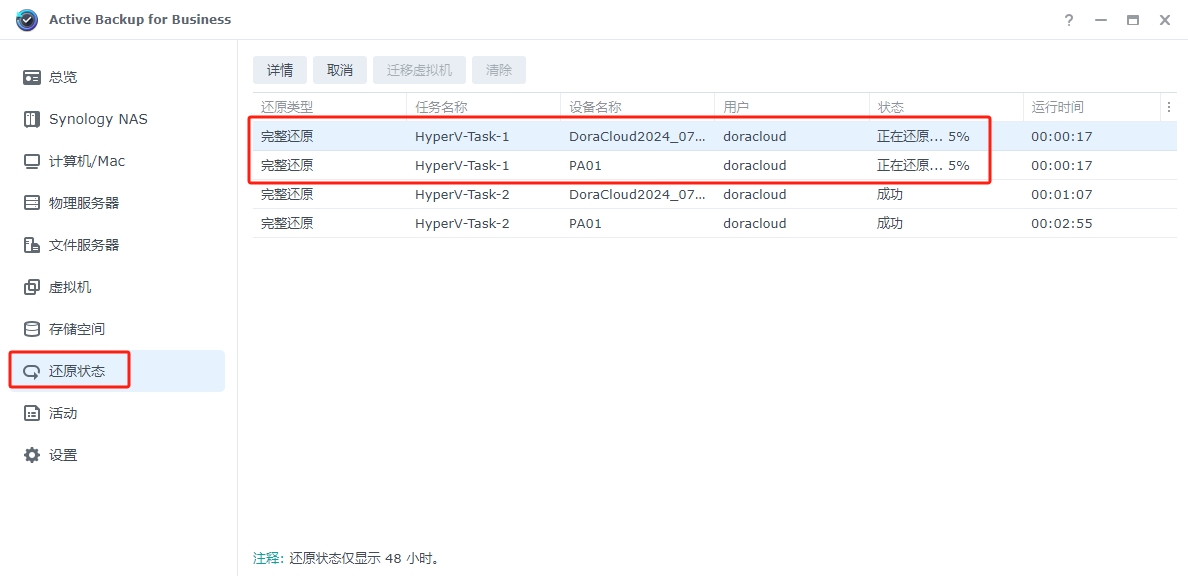 Active Backup for Business
总览
Synology NAS
计算机/Mac
物理服务器
文件服务器
虚拟机
存储空间
还原状态
活动
设置
详情 取消 迁移虚拟机 清除
还原类型 任务名称 设备名称 用户 状态 运行时间
完整还原 HyperV-Task-1 DoraCloud2024_07... doracloud 正在还原... 5% 00:00:17
完整还原 HyperV-Task-1 PA01 doracloud 正在还原... 5% 00:00:17
完整还原 HyperV-Task-2 DoraCloud2024_07... doracloud 成功 00:01:07
完整还原 HyperV-Task-2 PA01 doracloud 成功 00:02:55
注释: 还原状态仅显示 48 小时。